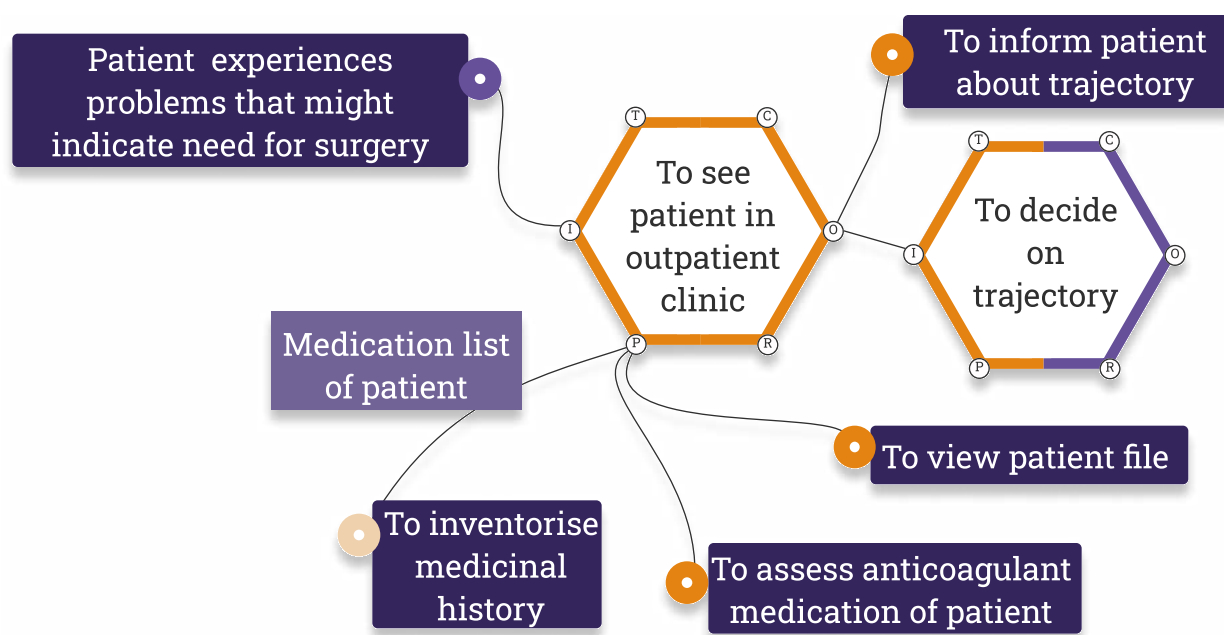 Patient  experiences
problems that might
indicate need for surgery
To inform patient
about trajectory
T
C
I
O
P
R
To see
patient in
outpatient
clinic
T
C
I
O
P
R
To decide
on
trajectory
Medication list
of patient
To view patient file
To inventorise
medicinal
history
To assess anticoagulant
medication of patient